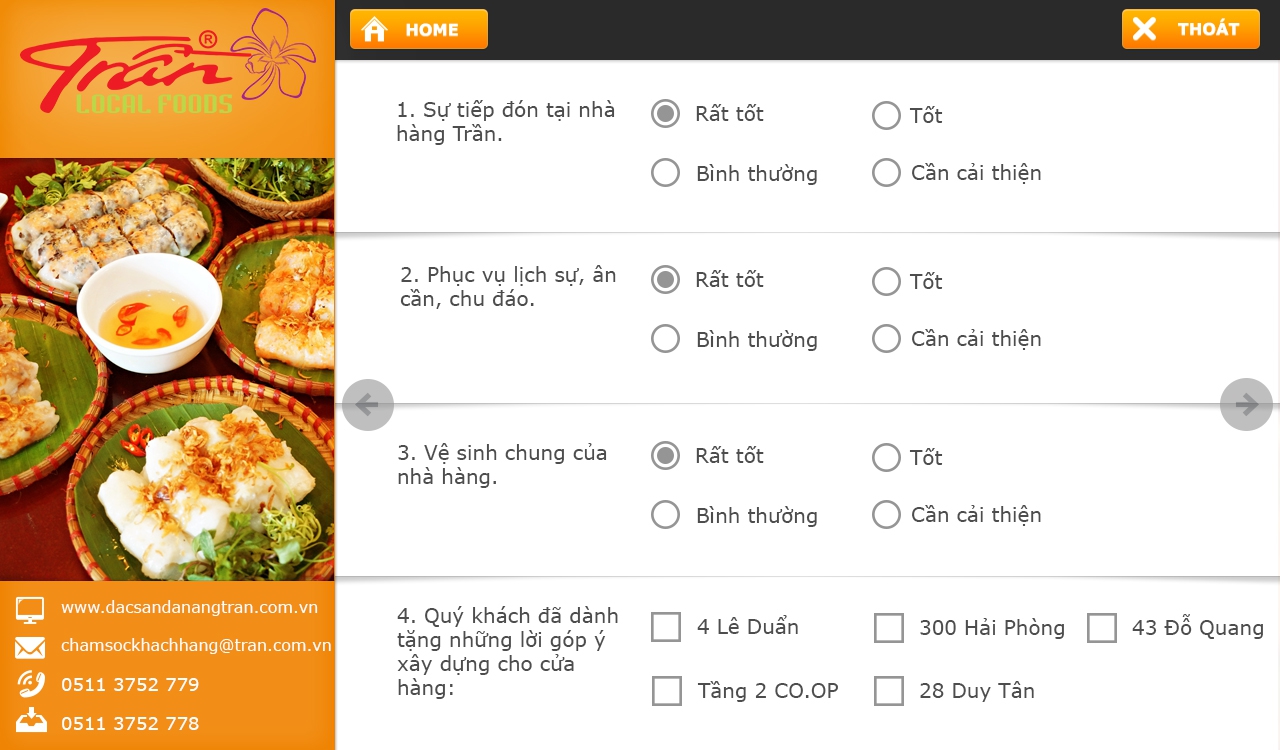 Trần ®
LOCAL FOODS
HOME
THOÁT
1. Sự tiếp đón tại nhà
hàng Trần.
Rất tốt
Tốt
Bình thường
Cần cải thiện
2. Phục vụ lịch sự, ân
cần, chu đáo.
Rất tốt
Tốt
Bình thường
Cần cải thiện
3. Vệ sinh chung của
nhà hàng.
Rất tốt
Tốt
Bình thường
Cần cải thiện
4. Quý khách đã dành
tặng những lời góp ý
xây dựng cho cửa
hàng:
4 Lê Duẩn
300 Hải Phòng
43 Đỗ Quang
Tầng 2 CO.OP
28 Duy Tân
www.dacsandanangtran.com.vn
chamsockhachhang@tran.com.vn
0511 3752 779
0511 3752 778